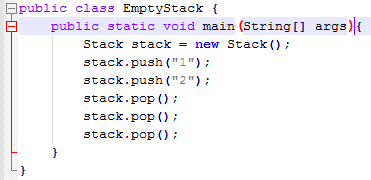 public class EmptyStack {
public static void main(String[] args){
Stack stack = new Stack();
stack.push("1");
stack.push("2");
stack.pop();
stack.pop();
stack.pop();
}
}